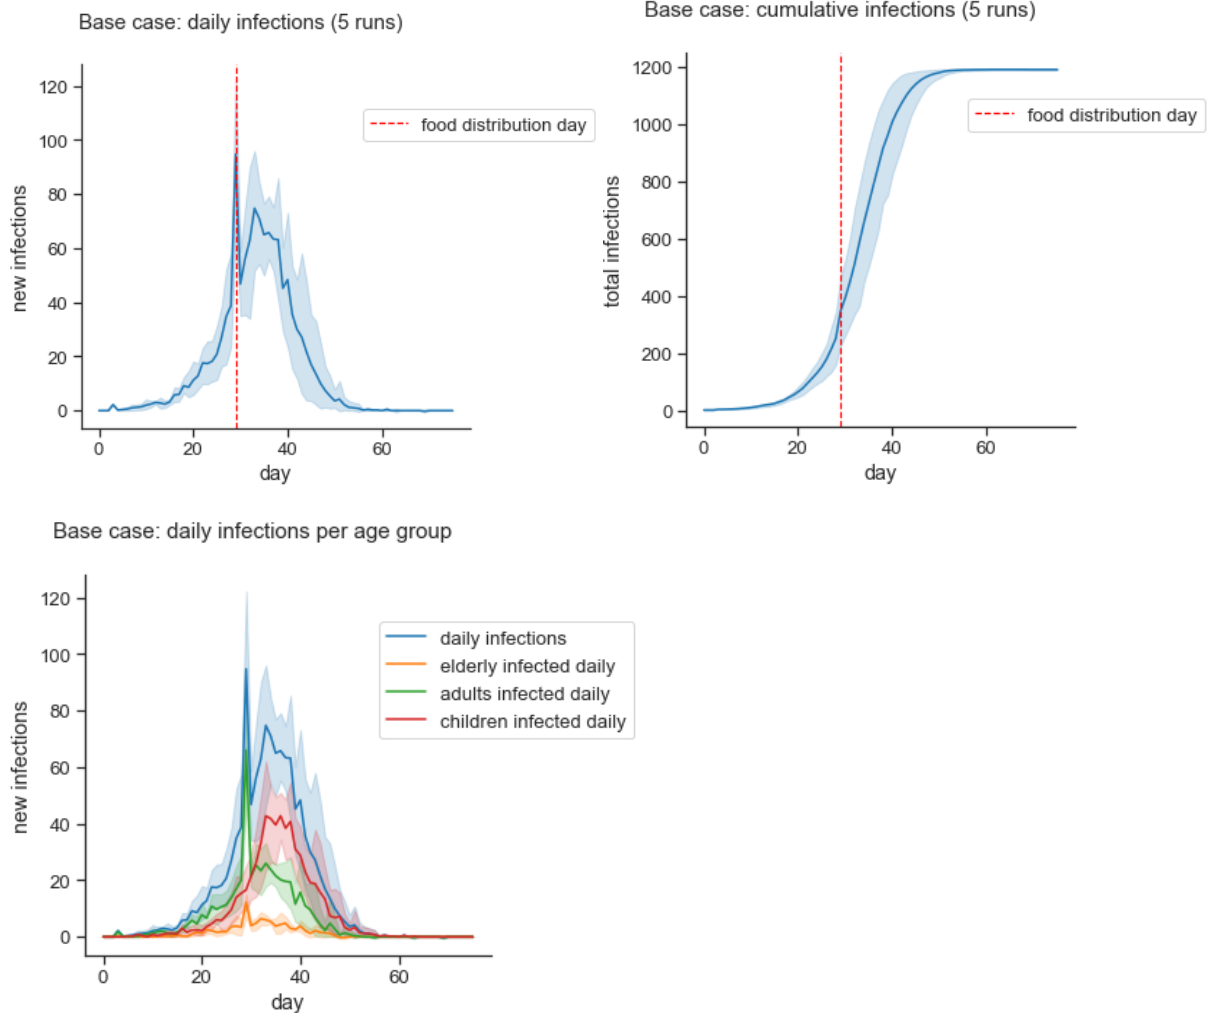 Base case: daily infections (5 runs)
120
100
80
60
40
20
0
new infections
0 20 40 60
day
food distribution day
Base case: cumulative infections (5 runs)
1200
1000
800
600
400
200
0
total infections
0 20 40 60
day
food distribution day
Base case: daily infections per age group
120
100
80
60
40
20
0
new infections
0 20 40 60
day
daily infections
elderly infected daily
adults infected daily
children infected daily